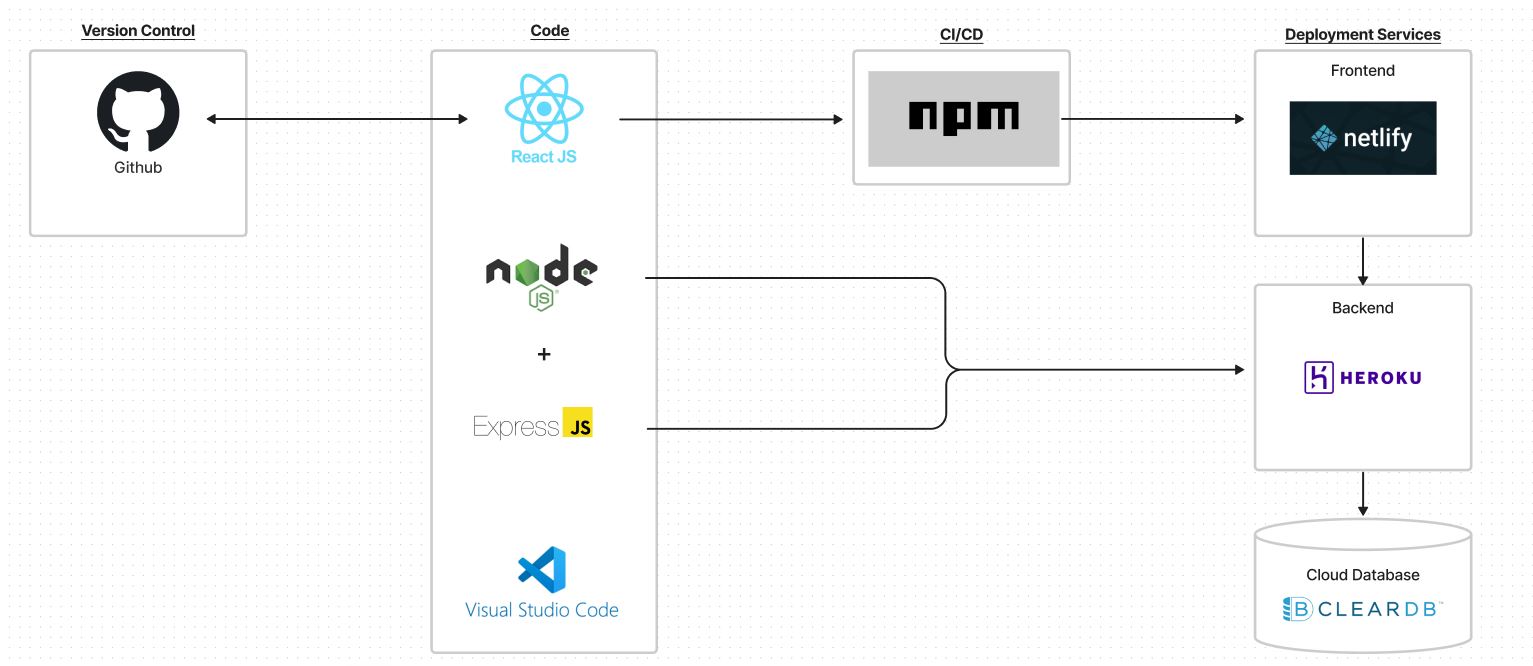 Version Control
Github
Code
React JS
node
JS
+
Express JS
Visual Studio Code
CI/CD
npm
Deployment Services
Frontend
netlify
Backend
HEROKU
Cloud Database
B CLEARDB™